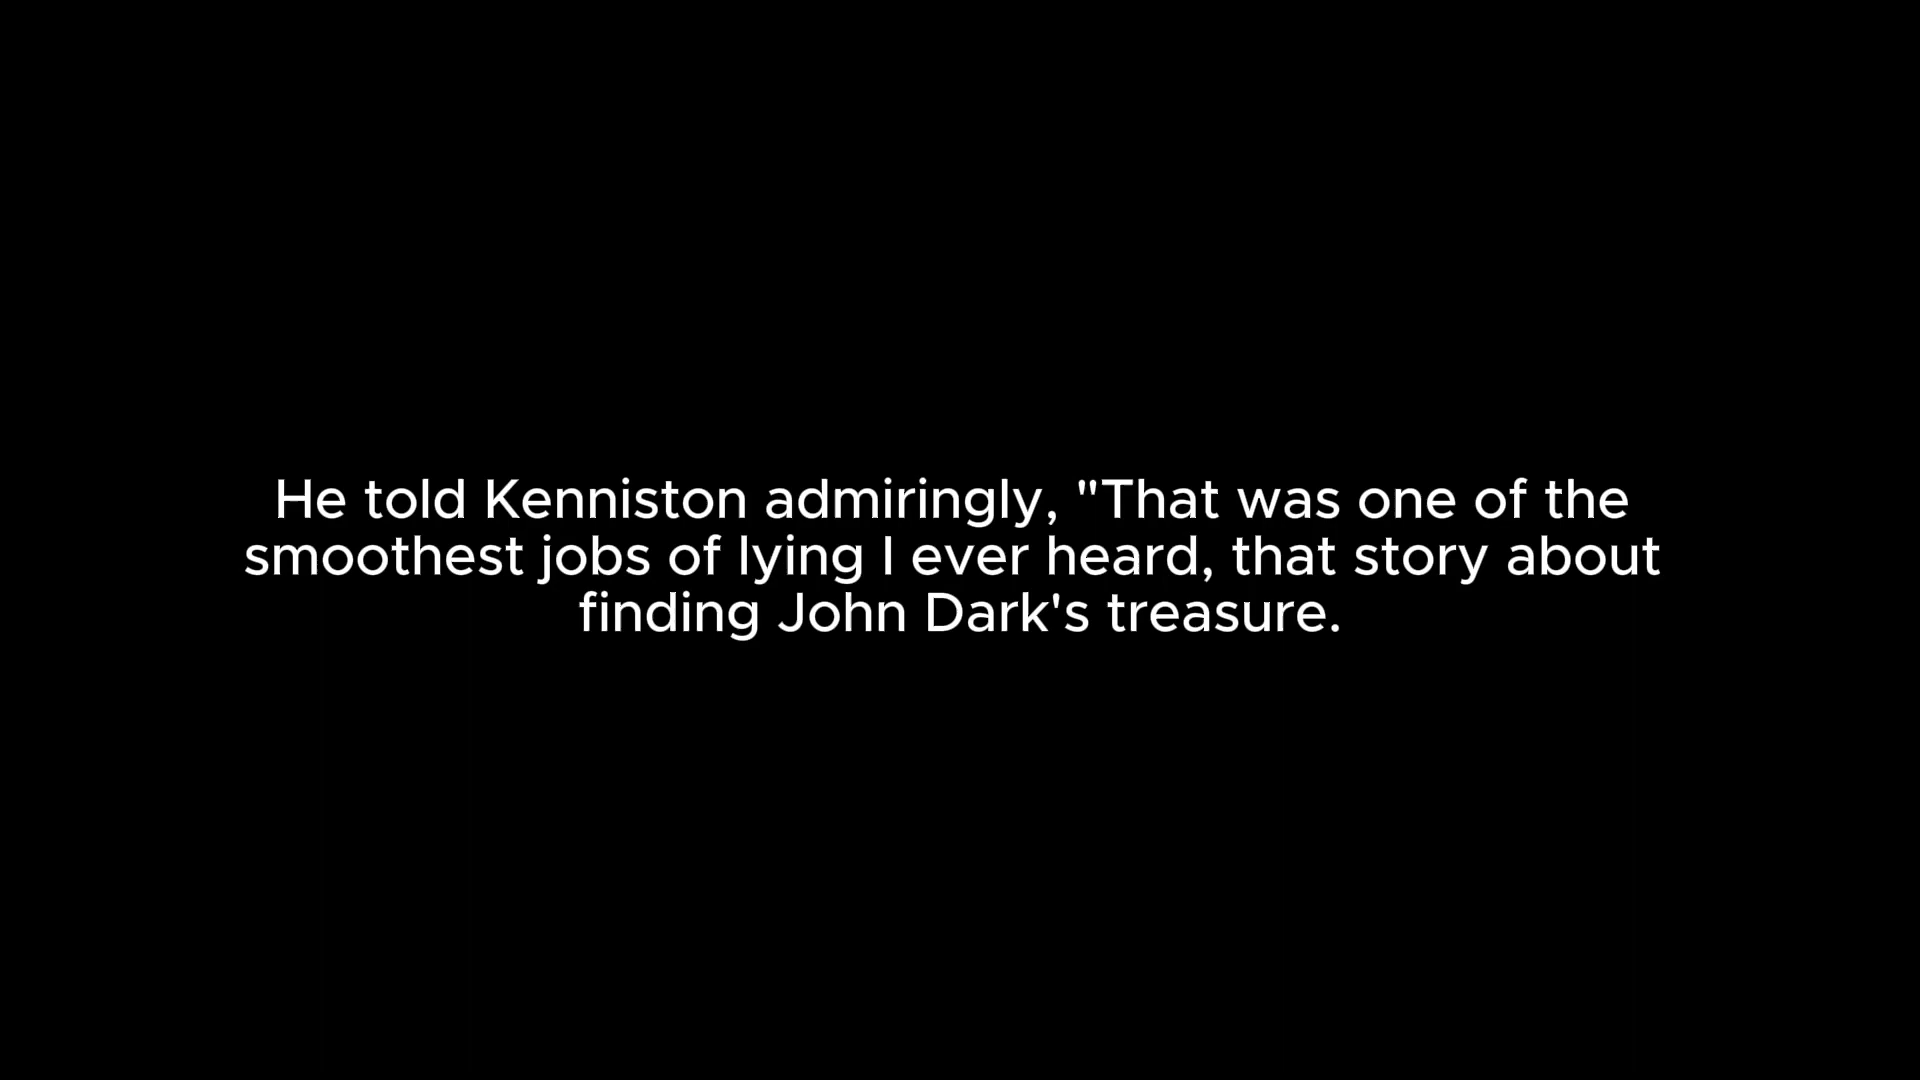 He told Kenniston admiringly, "That was one of the
smoothest jobs of lying I ever heard, that story about
finding John Dark's treasure.